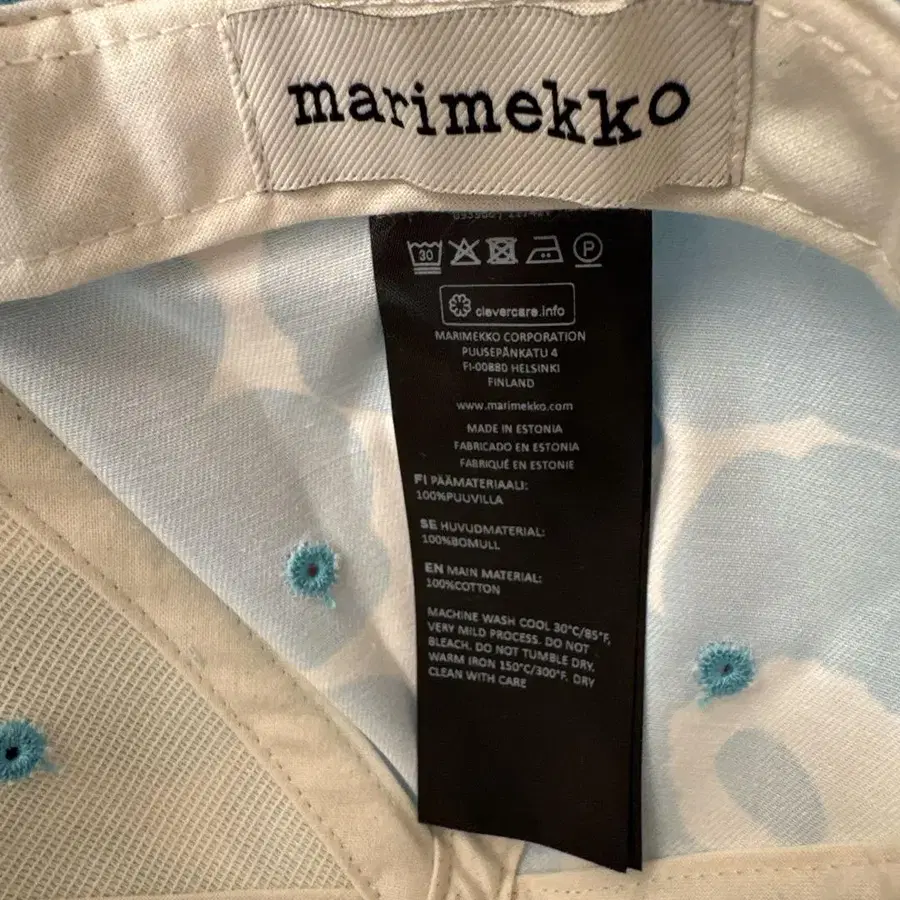 marimekko
30
P
clevercare.info
MARIMEKKO CORPORATION
PUUSEPÄNKATU 4
FI-00880 HELSINKI
FINLAND
www.marimekko.com
MADE IN ESTONIA
FABRICADO EN ESTONIA
FABRIQUÉ EN ESTONIE
FI PÄÄMATERIAALI:
100%PUUVILLA
SE HUVUDMATERIAL:
100%BOMULL
EN MAIN MATERIAL:
100%COTTON
MACHINE WASH COOL 30°C/85°F,
VERY MILD PROCESS. DO NOT
BLEACH. DO NOT TUMBLE DRY.
WARM IRON 150°C/300°F. DRY
CLEAN WITH CARE